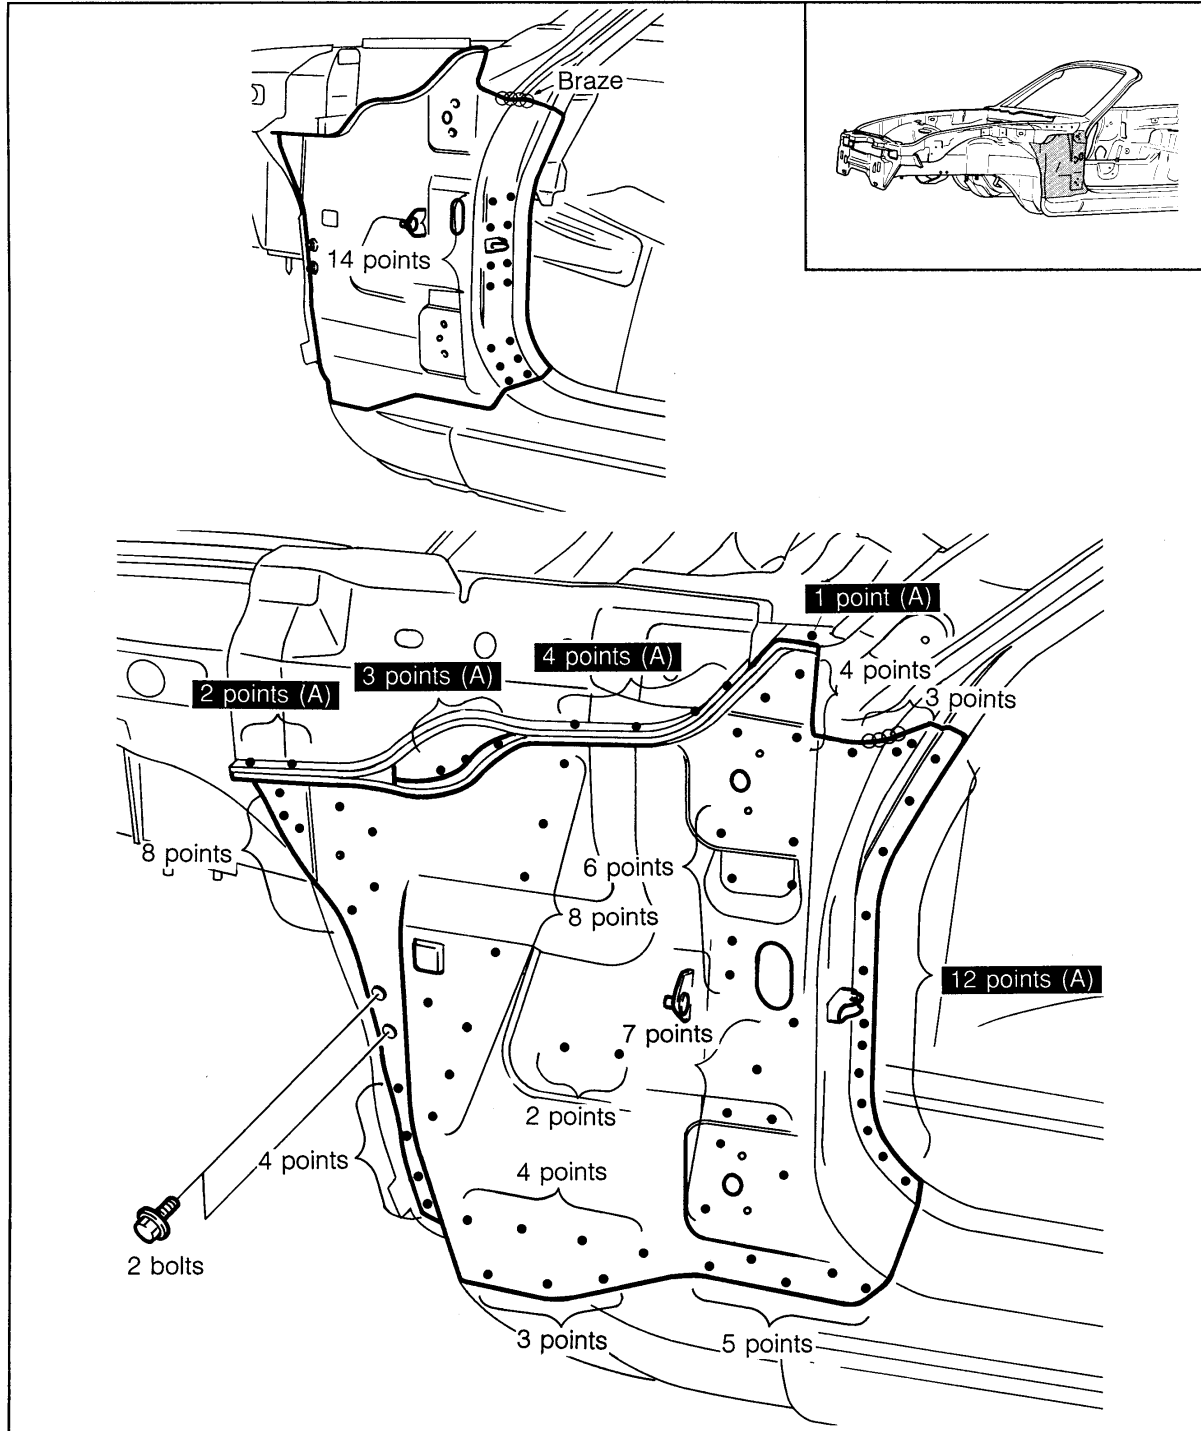 Braze
14 points
1 point (A)
4 points (A)
3 points (A)
2 points (A)
4 points
3 points
8 points
6 points
8 points
12 points (A)
7 points
2 points
4 points
4 points
2 bolts
3 points
5 points